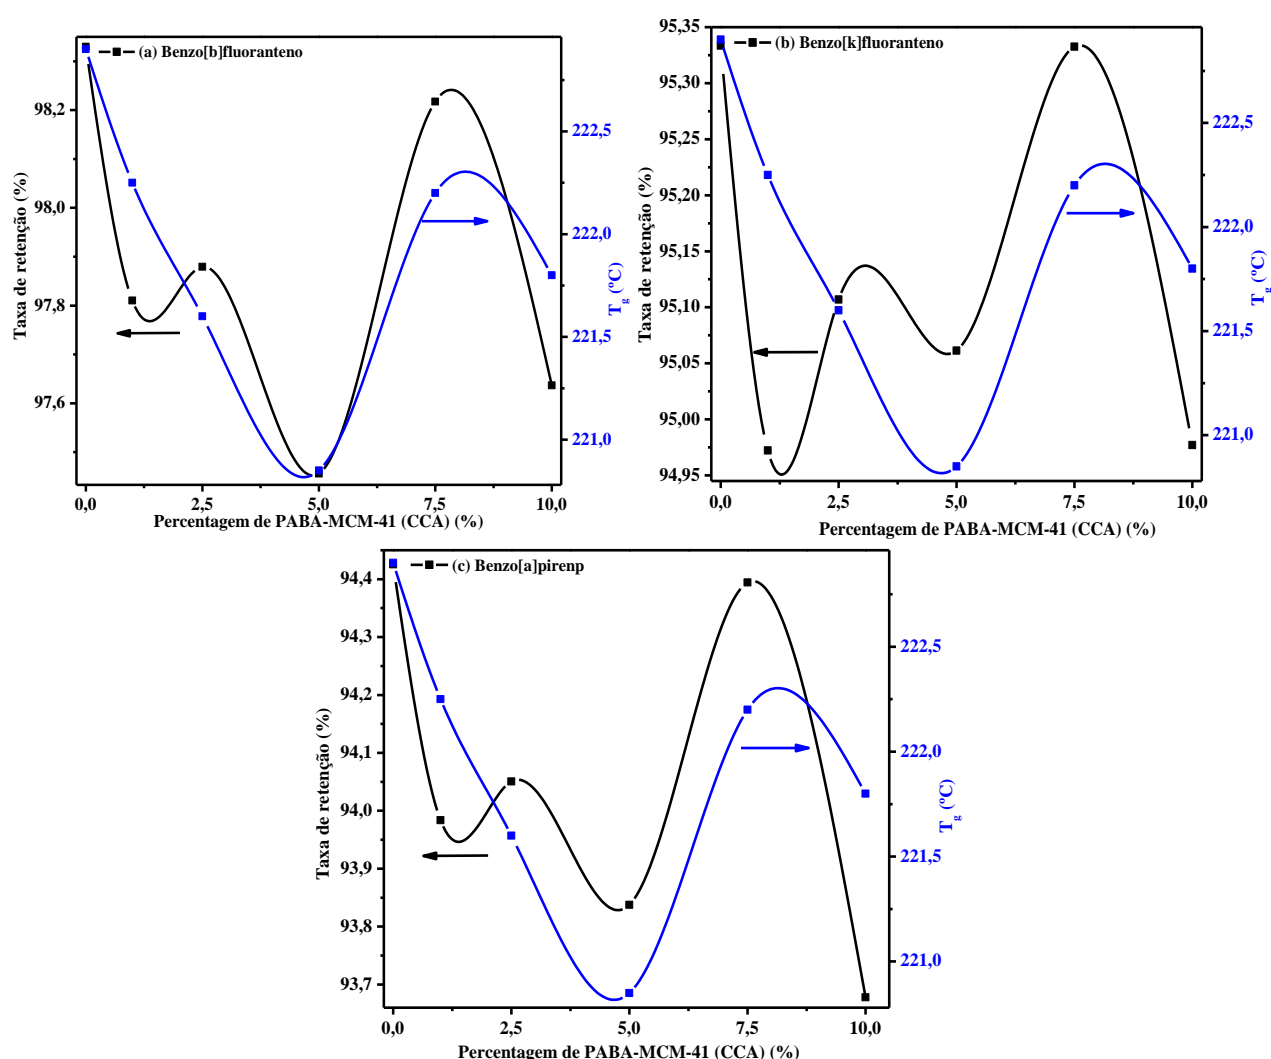 (a) Benzo[b]fluoranteno
98,2
98,0
97,8
97,6
Taxa de retenção (%)
222,5
222,0
221,5
221,0
T_g (ºC)
0,0 2,5 5,0 7,5 10,0
Percentagem de PABA-MCM-41 (CCA) (%)
(b) Benzo[k]fluoranteno
95,35
95,30
95,25
95,20
95,15
95,10
95,05
95,00
94,95
Taxa de retenção (%)
222,5
222,0
221,5
221,0
T_g (ºC)
0,0 2,5 5,0 7,5 10,0
Percentagem de PABA-MCM-41 (CCA) (%)
(c) Benzo[a]pirenp
94,4
94,3
94,2
94,1
94,0
93,9
93,8
93,7
Taxa de retenção (%)
222,5
222,0
221,5
221,0
T_g (ºC)
0,0 2,5 5,0 7,5 10,0
Percentagem de PABA-MCM-41 (CCA) (%)